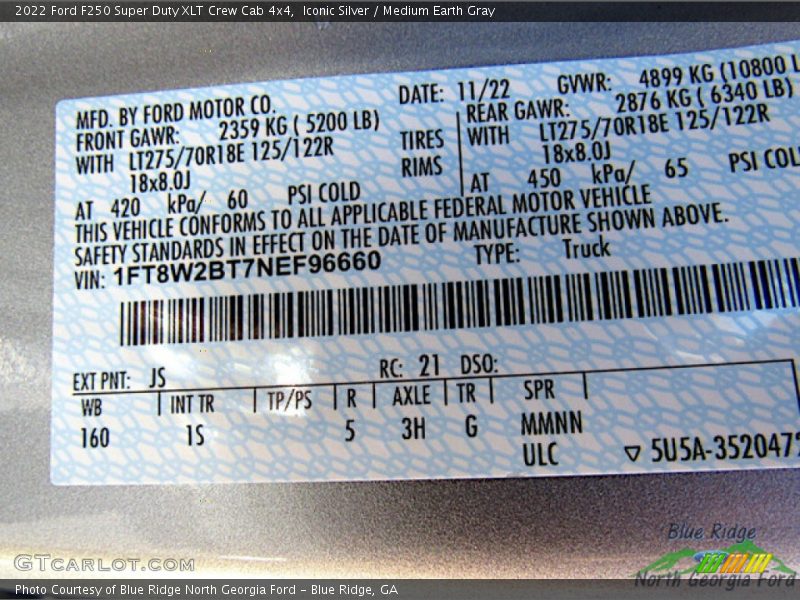 2022 Ford F250 Super Duty XLT Crew Cab 4x4,  Iconic Silver / Medium Earth Gray
MFD. BY FORD MOTOR CO. DATE: 11/22 GVWR: 4899 KG (10800 L
FRONT GAWR: 2359 KG ( 5200 LB) REAR GAWR: 2876 KG ( 6340 LB)
WITH LT275/70R18E 125/122R TIRES WITH LT275/70R18E 125/122R
18x8.0J RIMS 18x8.0J
AT 420 kPa/ 60 PSI COLD AT 450 kPa/ 65 PSI COL
THIS VEHICLE CONFORMS TO ALL APPLICABLE FEDERAL MOTOR VEHICLE
SAFETY STANDARDS IN EFFECT ON THE DATE OF MANUFACTURE SHOWN ABOVE.
VIN: 1FT8W2BT7NEF96660 TYPE: Truck
EXT PNT: JS RC: 21 DSO:
WB INT TR TP/PS R AXLE TR SPR
160 1S 5 3H G MMNN
ULC 5U5A-3520472
GTCARLOT.COM
Blue Ridge
North Georgia Ford
Photo Courtesy of Blue Ridge North Georgia Ford – Blue Ridge, GA